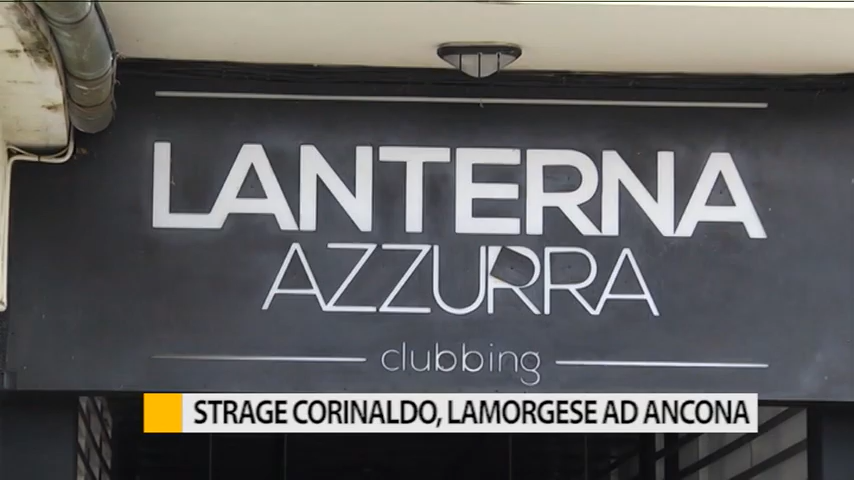 LANTERNA
AZZURRA
clubbing
STRAGE CORINALDO, LAMORGESE AD ANCONA